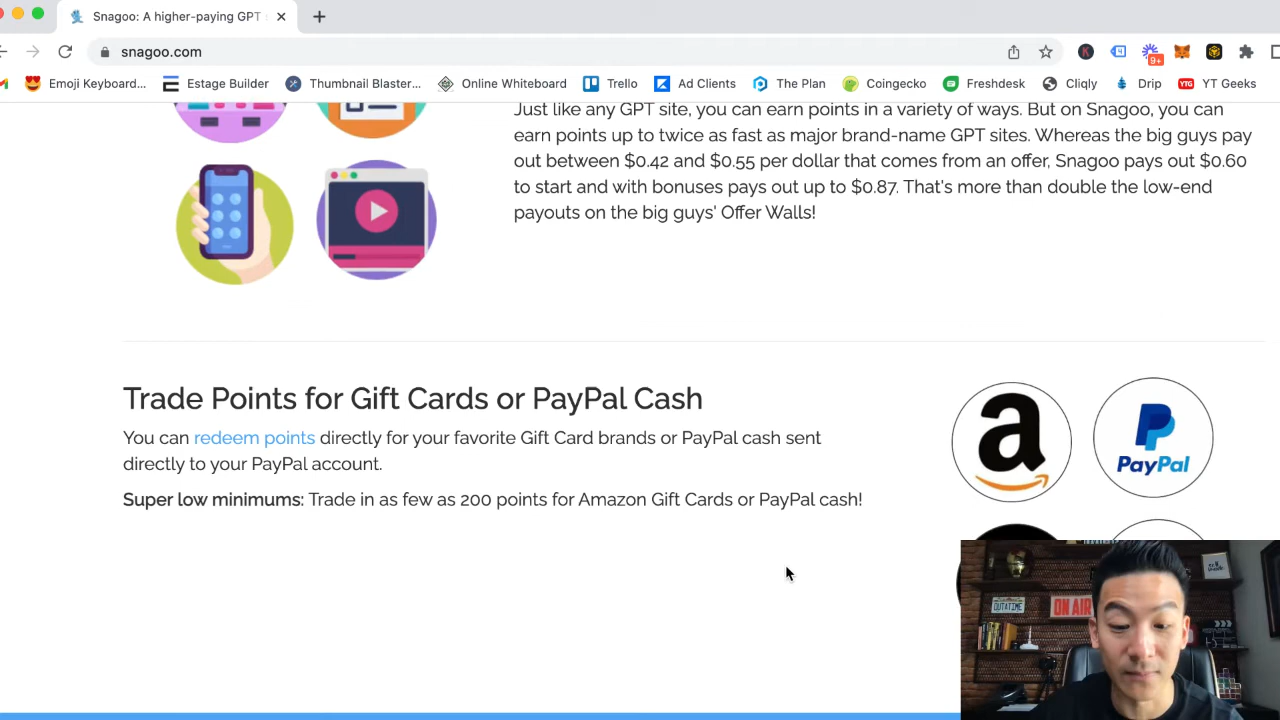 Snagoo: A higher-paying GPT
snagoo.com
9+
Emoji Keyboard...
Estage Builder
Thumbnail Blaster...
Online Whiteboard
Trello
Ad Clients
The Plan
Coingecko
Freshdesk
Cliqly
Drip
YTG
YT Geeks
Just like any GPT site, you can earn points in a variety of ways. But on Snagoo, you can
earn points up to twice as fast as major brand-name GPT sites. Whereas the big guys pay
out between $0.42 and $0.55 per dollar that comes from an offer, Snagoo pays out $0.60
to start and with bonuses pays out up to $0.87. That's more than double the low-end
payouts on the big guys' Offer Walls!
Trade Points for Gift Cards or PayPal Cash
You can redeem points directly for your favorite Gift Card brands or PayPal cash sent
directly to your PayPal account.
Super low minimums: Trade in as few as 200 points for Amazon Gift Cards or PayPal cash!
a
PayPal
OUTATIME
ON AIR